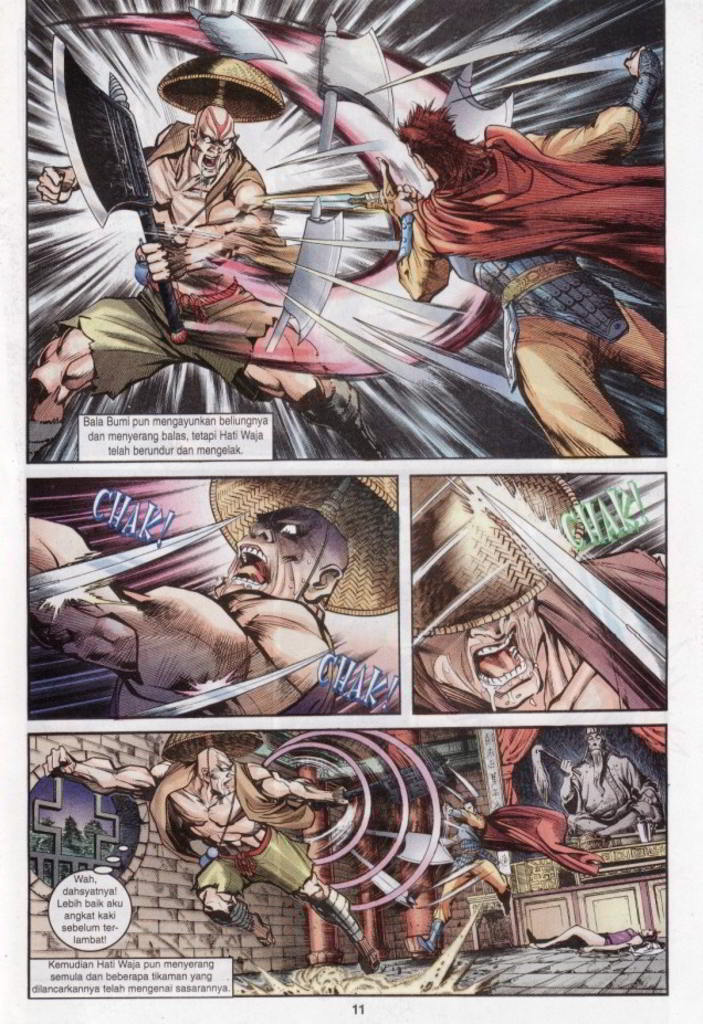 Bala Bumi pun mengayunkan beliungnya
dan menyerang balas, tetapi Hati Waja
telah berundur dan mengelak.
CHAK!
CHAK!
CHAK!
Wah,
dahsyatnya!
Lebih baik aku
angkat kaki
sebelum ter-
lambat!
Kemudian Hati Waja pun menyerang
semula dan beberapa tikaman yang
dilancarkannya telah mengenai sasarannya.
11